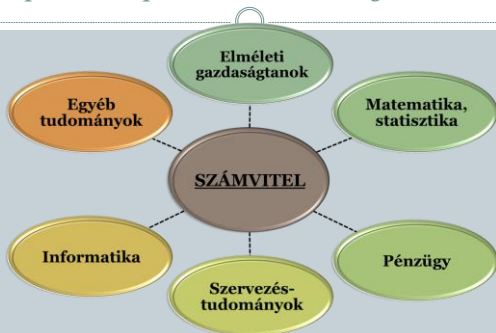 Elméleti
gazdaságtanok
Egyéb
tudományok
Matematika,
statisztika
SZÁMVITEL
Informatika
Pénzügy
Szervezés-
tudományok